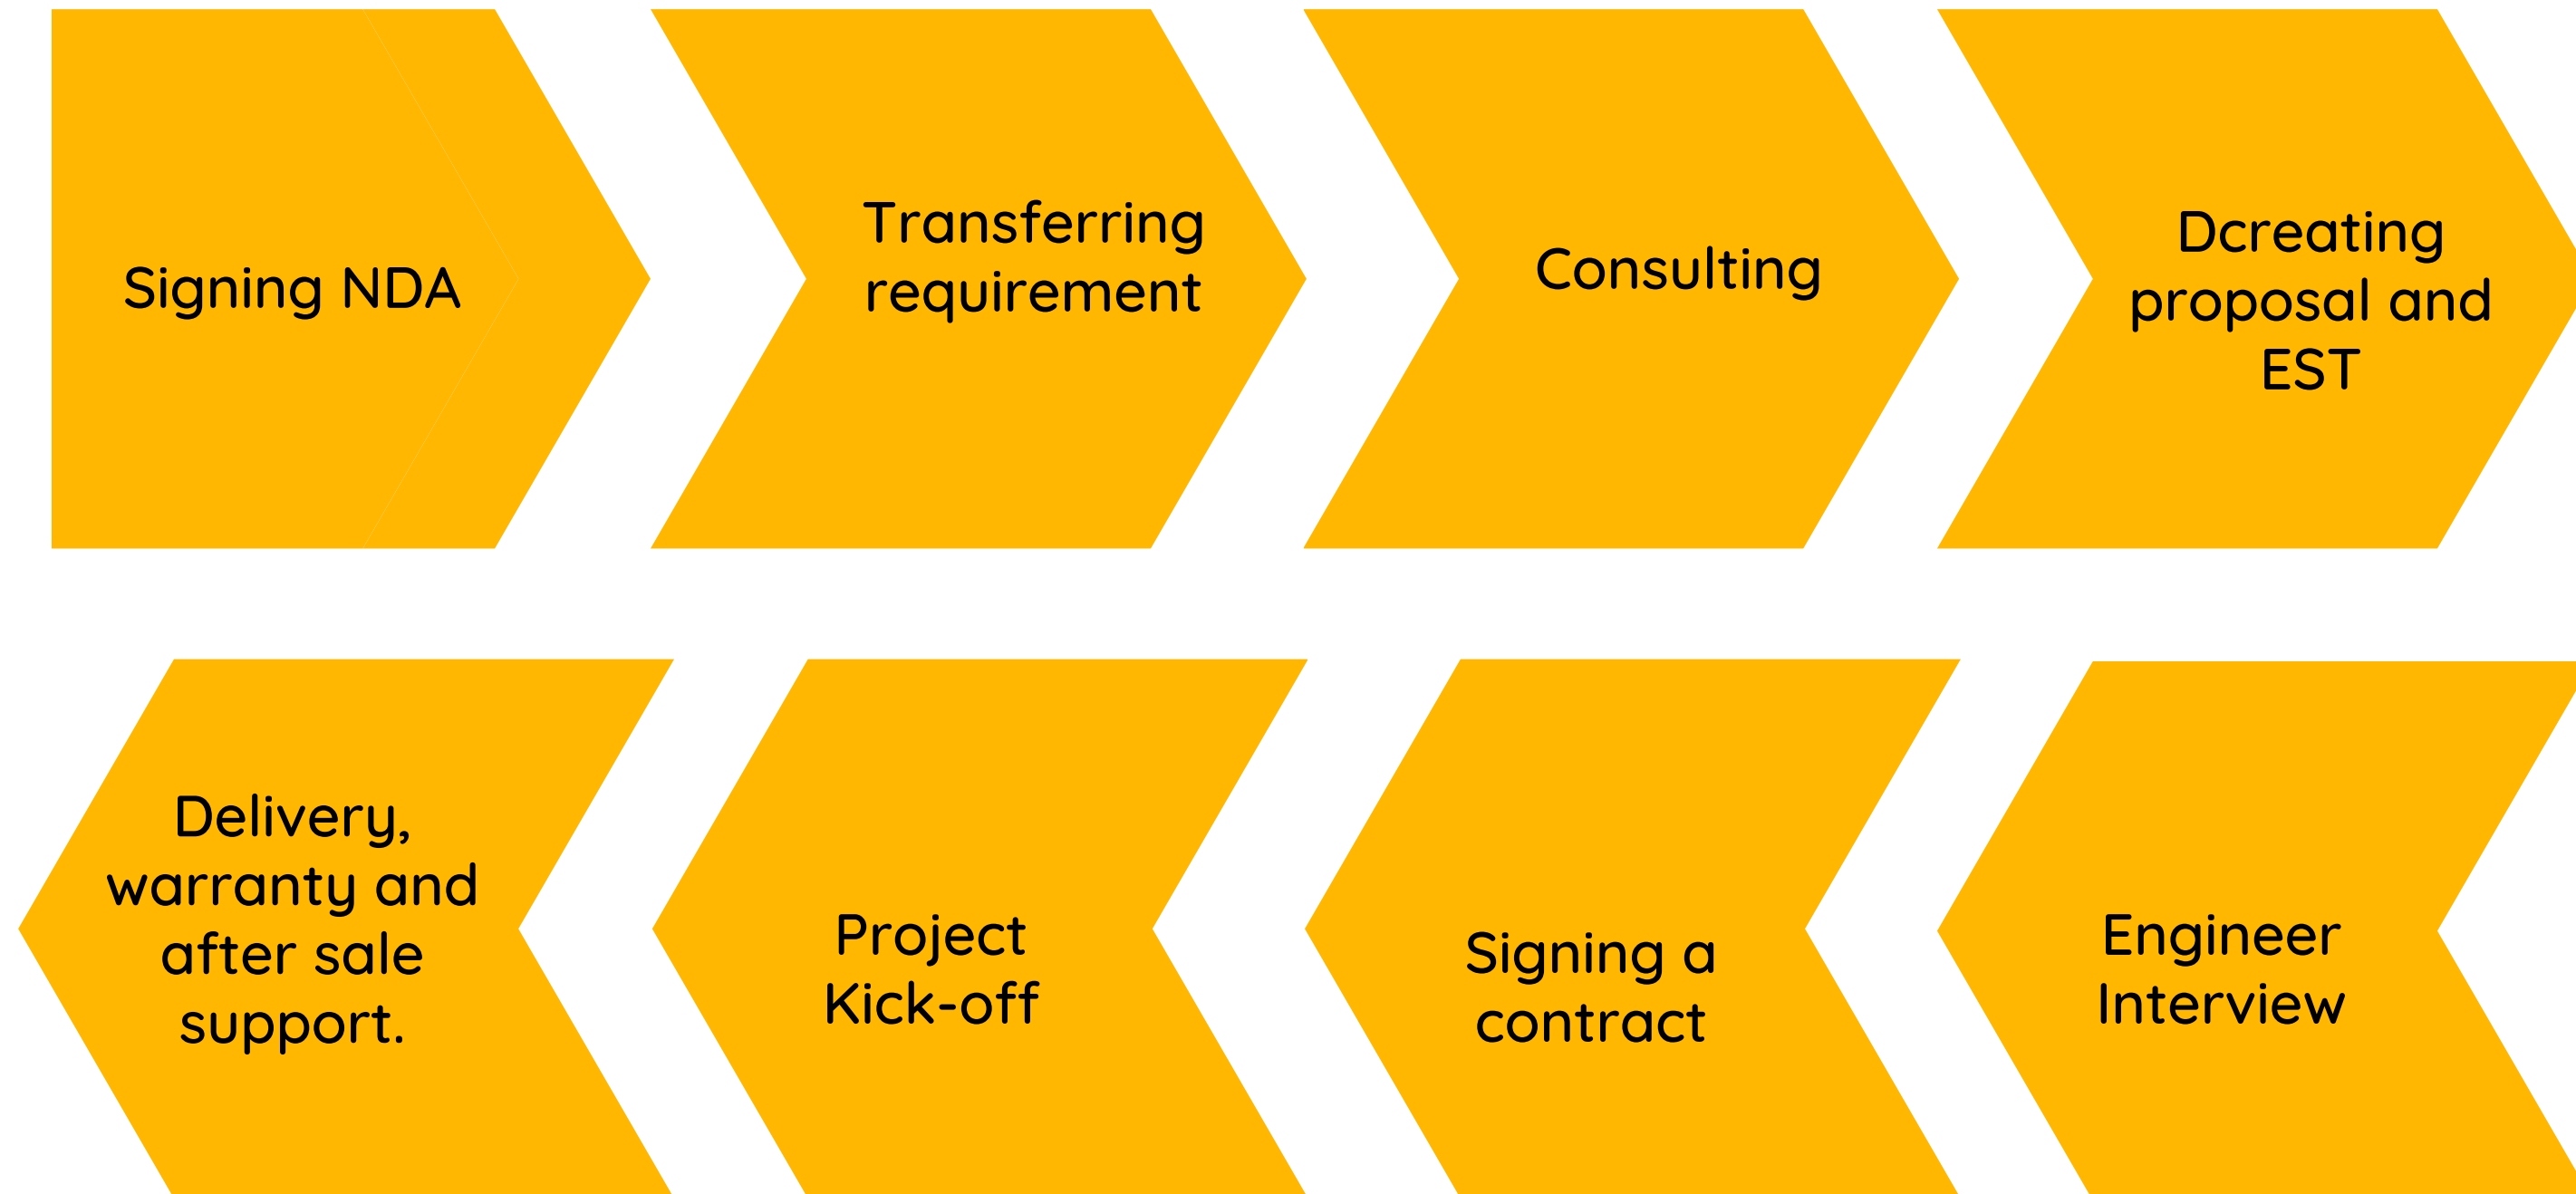 Signing NDA
Transferring
requirement
Consulting
Dcreating
proposal and
EST
Engineer
Interview
Signing a
contract
Project
Kick-off
Delivery,
warranty and
after sale
support.